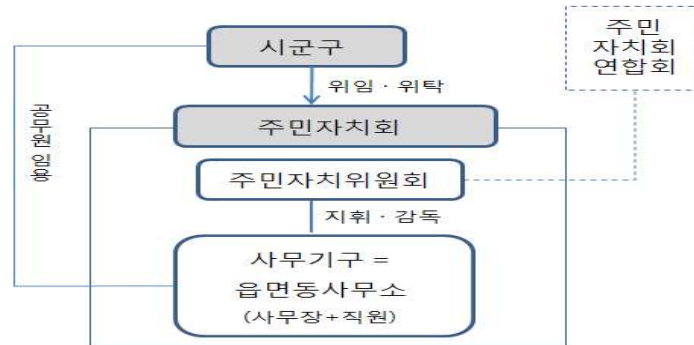 시군구
주민
자치회
연합회
위임 · 위탁
공무원 임용
주민자치회
주민자치위원회
지휘 · 감독
사무기구 =
읍면동사무소
(사무장+직원)